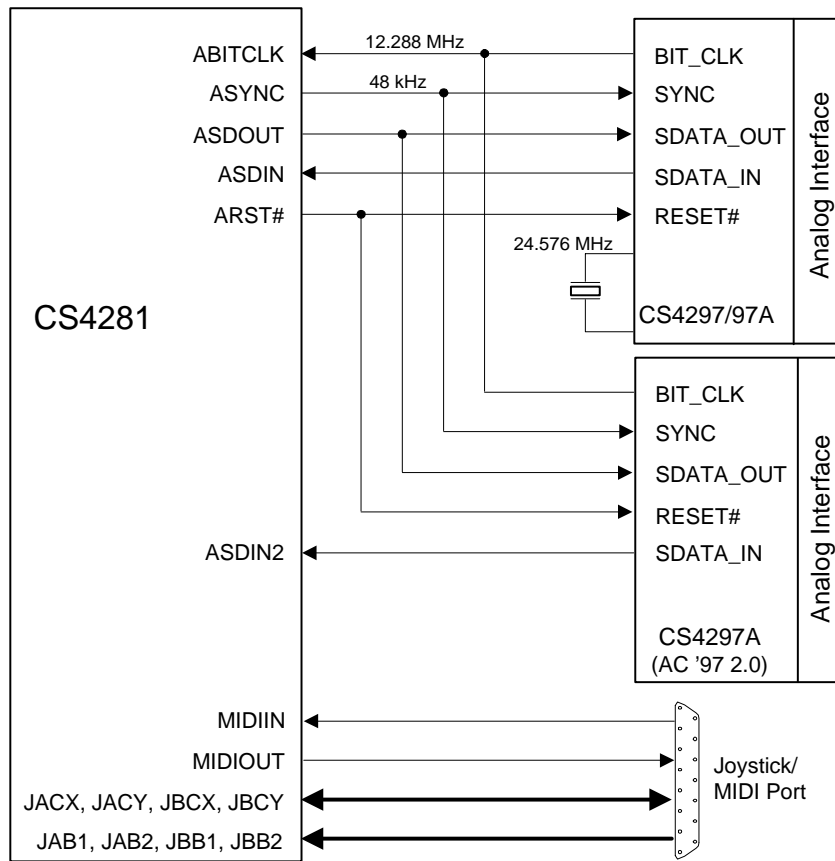 CS4281
ABITCLK
ASYNC
ASDOUT
ASDIN
ARST#
ASDIN2
MIDIIN
MIDIOUT
JACX, JACY, JBCX, JBCY
JAB1, JAB2, JBB1, JBB2
12.288 MHz
48 kHz
24.576 MHz
BIT_CLK
SYNC
SDATA_OUT
SDATA_IN
RESET#
CS4297/97A
Analog Interface
BIT_CLK
SYNC
SDATA_OUT
RESET#
SDATA_IN
CS4297A
(AC '97 2.0)
Analog Interface
Joystick/
MIDI Port